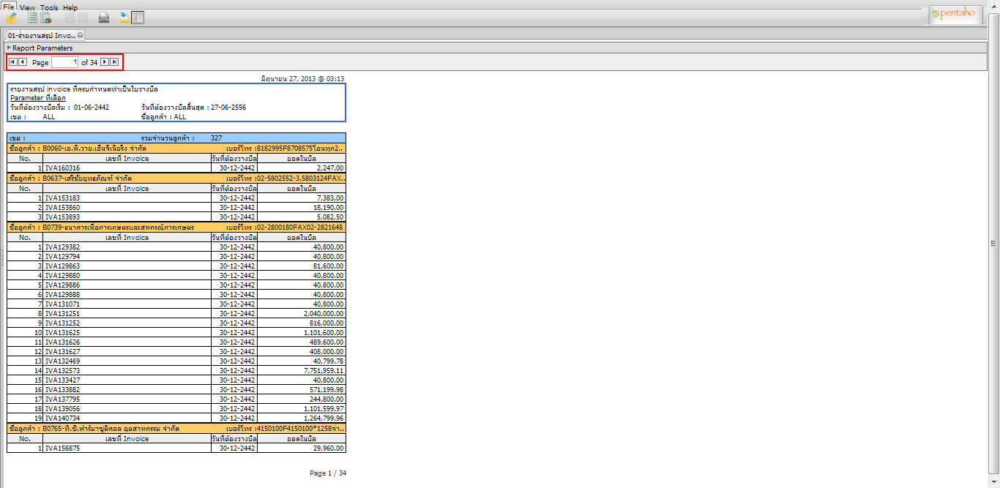 File View Tools Help
pentaho
01-รายงานสรุป Invo..
Report Parameters
Page 1 of 34
มิถุนายน 27, 2013 @ 03:13
รายงานสรุป invoice ที่ครบกำหนดทำเป็นใบวางบิล
Parameter ที่เลือก
วันที่ต้องวางบิลเริ่ม : 01-06-2442 วันที่ต้องวางบิลสิ้นสุด : 27-06-2556
เขต : ALL ชื่อลูกค้า : ALL
เขต : รวมจำนวนลูกค้า : 327
ชื่อลูกค้า : B0060-เอ.พี.วาย.เอ็นจิเนียริ่ง จำกัด เบอร์โทร :8182995F8708575โอนทุก2..
No. เลขที่ Invoice วันที่ต้องวางบิล ยอดในบิล
1 IVA160316 30-12-2442 2,247.00
ชื่อลูกค้า : B0637-เสริชัยยุทธภัณฑ์ จำกัด เบอร์โทร :02-5802552-3,5803124FAX..
No. เลขที่ Invoice วันที่ต้องวางบิล ยอดในบิล
1 IVA153183 30-12-2442 7,383.00
2 IVA153860 30-12-2442 18,190.00
3 IVA153893 30-12-2442 5,082.50
ชื่อลูกค้า : B0739-ธนาคารเพื่อการเกษตรและสหกรณ์การเกษตร เบอร์โทร :02-2800180FAX02-2821648
No. เลขที่ Invoice วันที่ต้องวางบิล ยอดในบิล
1 IVA129382 30-12-2442 40,800.00
2 IVA129794 30-12-2442 40,800.00
3 IVA129863 30-12-2442 81,600.00
4 IVA129880 30-12-2442 40,800.00
5 IVA129886 30-12-2442 40,800.00
6 IVA129888 30-12-2442 40,800.00
7 IVA131071 30-12-2442 40,800.00
8 IVA131251 30-12-2442 2,040,000.00
9 IVA131252 30-12-2442 816,000.00
10 IVA131625 30-12-2442 1,101,600.00
11 IVA131626 30-12-2442 489,600.00
12 IVA131627 30-12-2442 408,000.00
13 IVA132469 30-12-2442 40,799.78
14 IVA132573 30-12-2442 7,751,959.11
15 IVA133427 30-12-2442 40,800.00
16 IVA133882 30-12-2442 571,199.98
17 IVA137795 30-12-2442 244,800.00
18 IVA139056 30-12-2442 1,101,599.97
19 IVA140734 30-12-2442 1,264,799.96
ชื่อลูกค้า : B0765-ที.ซี.ฟาร์มาซูติคอล อุตสาหกรรม จำกัด เบอร์โทร :4150100F4150100*1258จ่า..
No. เลขที่ Invoice วันที่ต้องวางบิล ยอดในบิล
1 IVA156875 30-12-2442 29,960.00
Page 1 / 34